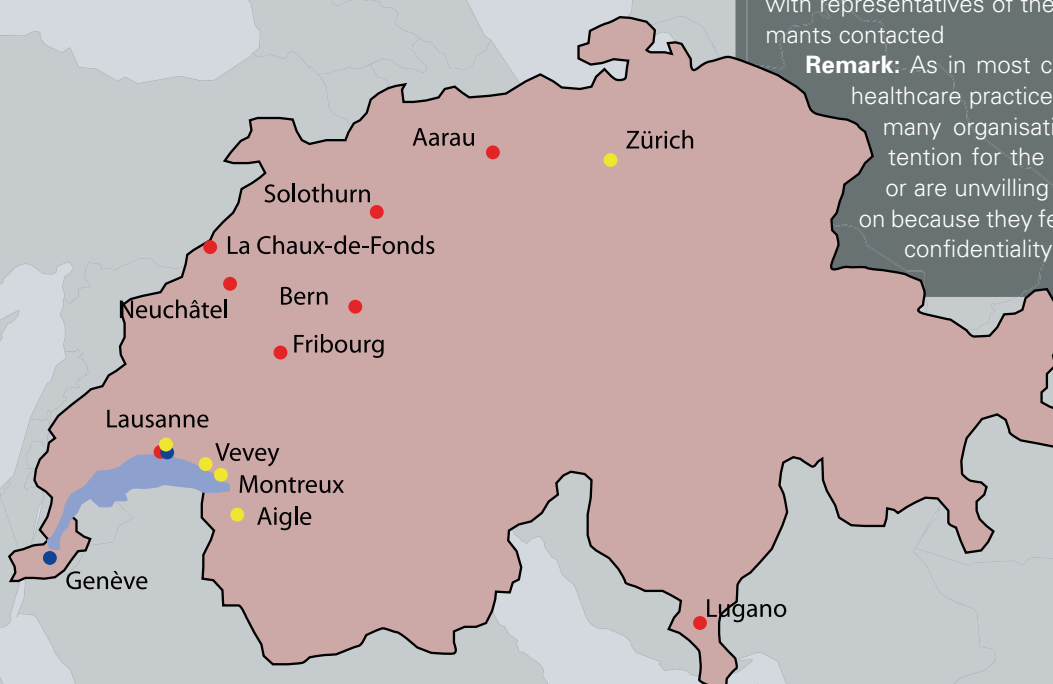 with representatives of the
mants contacted
Remark: As in most c
healthcare practice
many organisati
tention for the
or are unwilling
on because they fe
confidentiality
Aarau
Zürich
Solothurn
La Chaux-de-Fonds
Neuchâtel
Bern
Fribourg
Lausanne
Vevey
Montreux
Aigle
Genève
Lugano